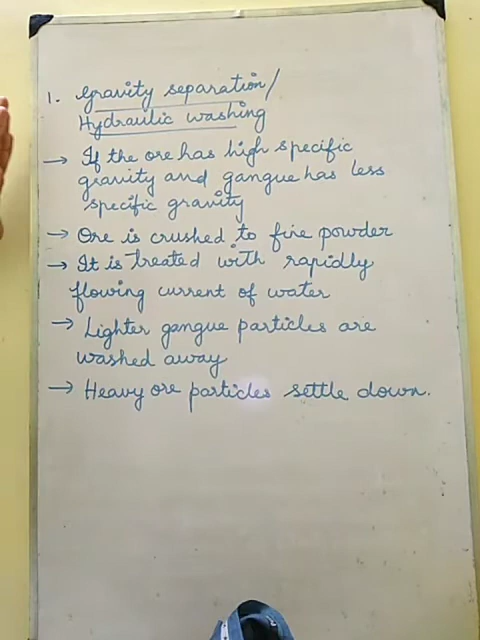 1. Gravity separation/
Hydraulic washing
→ If the ore has high specific
gravity and gangue has less
specific gravity
→ Ore is crushed to fine powder
→ It is treated with rapidly
flowing current of water
→ Lighter gangue particles are
washed away
→ Heavy ore particles settle down.